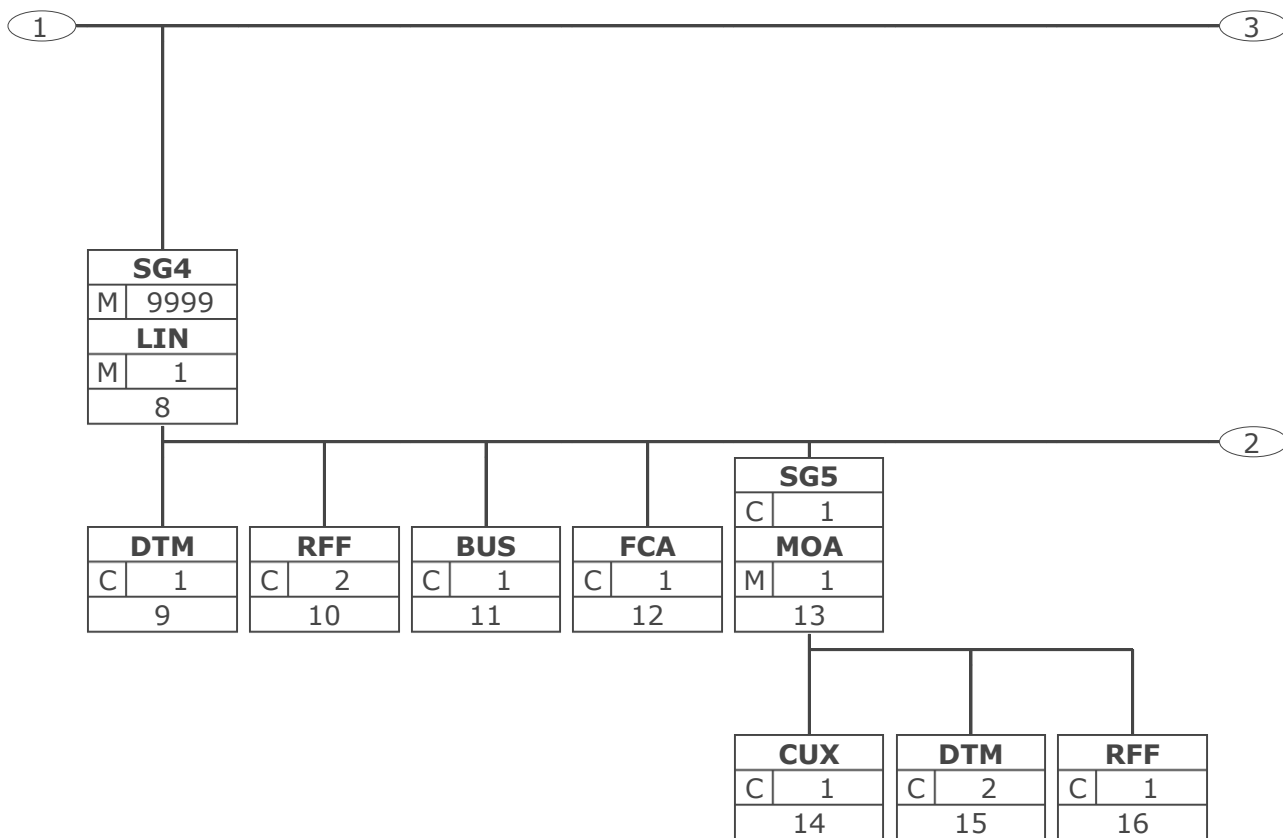 1 3
SG4
M 9999
LIN
M 1
8
2
SG5
C 1
DTM RFF BUS FCA MOA
C 1 C 2 C 1 C 1 M 1
9 10 11 12 13
CUX DTM RFF
C 1 C 2 C 1
14 15 16